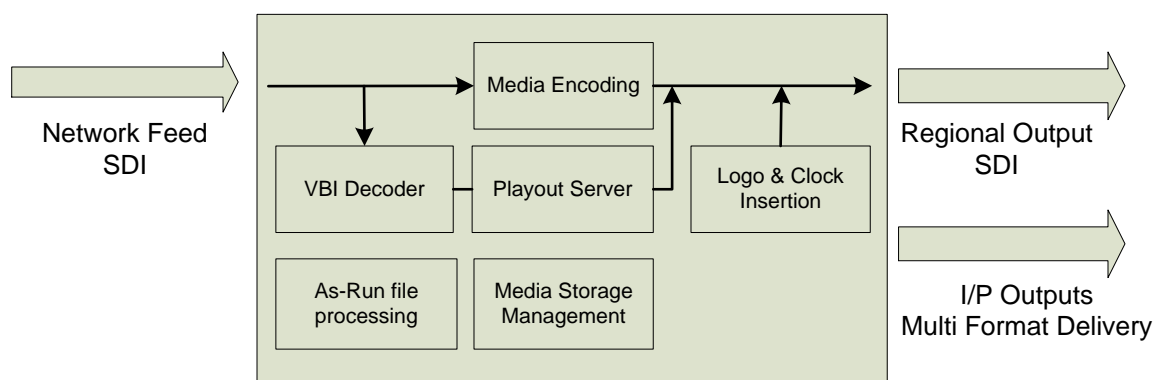 Network Feed
SDI
Media Encoding
VBI Decoder
Playout Server
Logo & Clock
Insertion
As-Run file
processing
Media Storage
Management
Regional Output
SDI
I/P Outputs
Multi Format Delivery